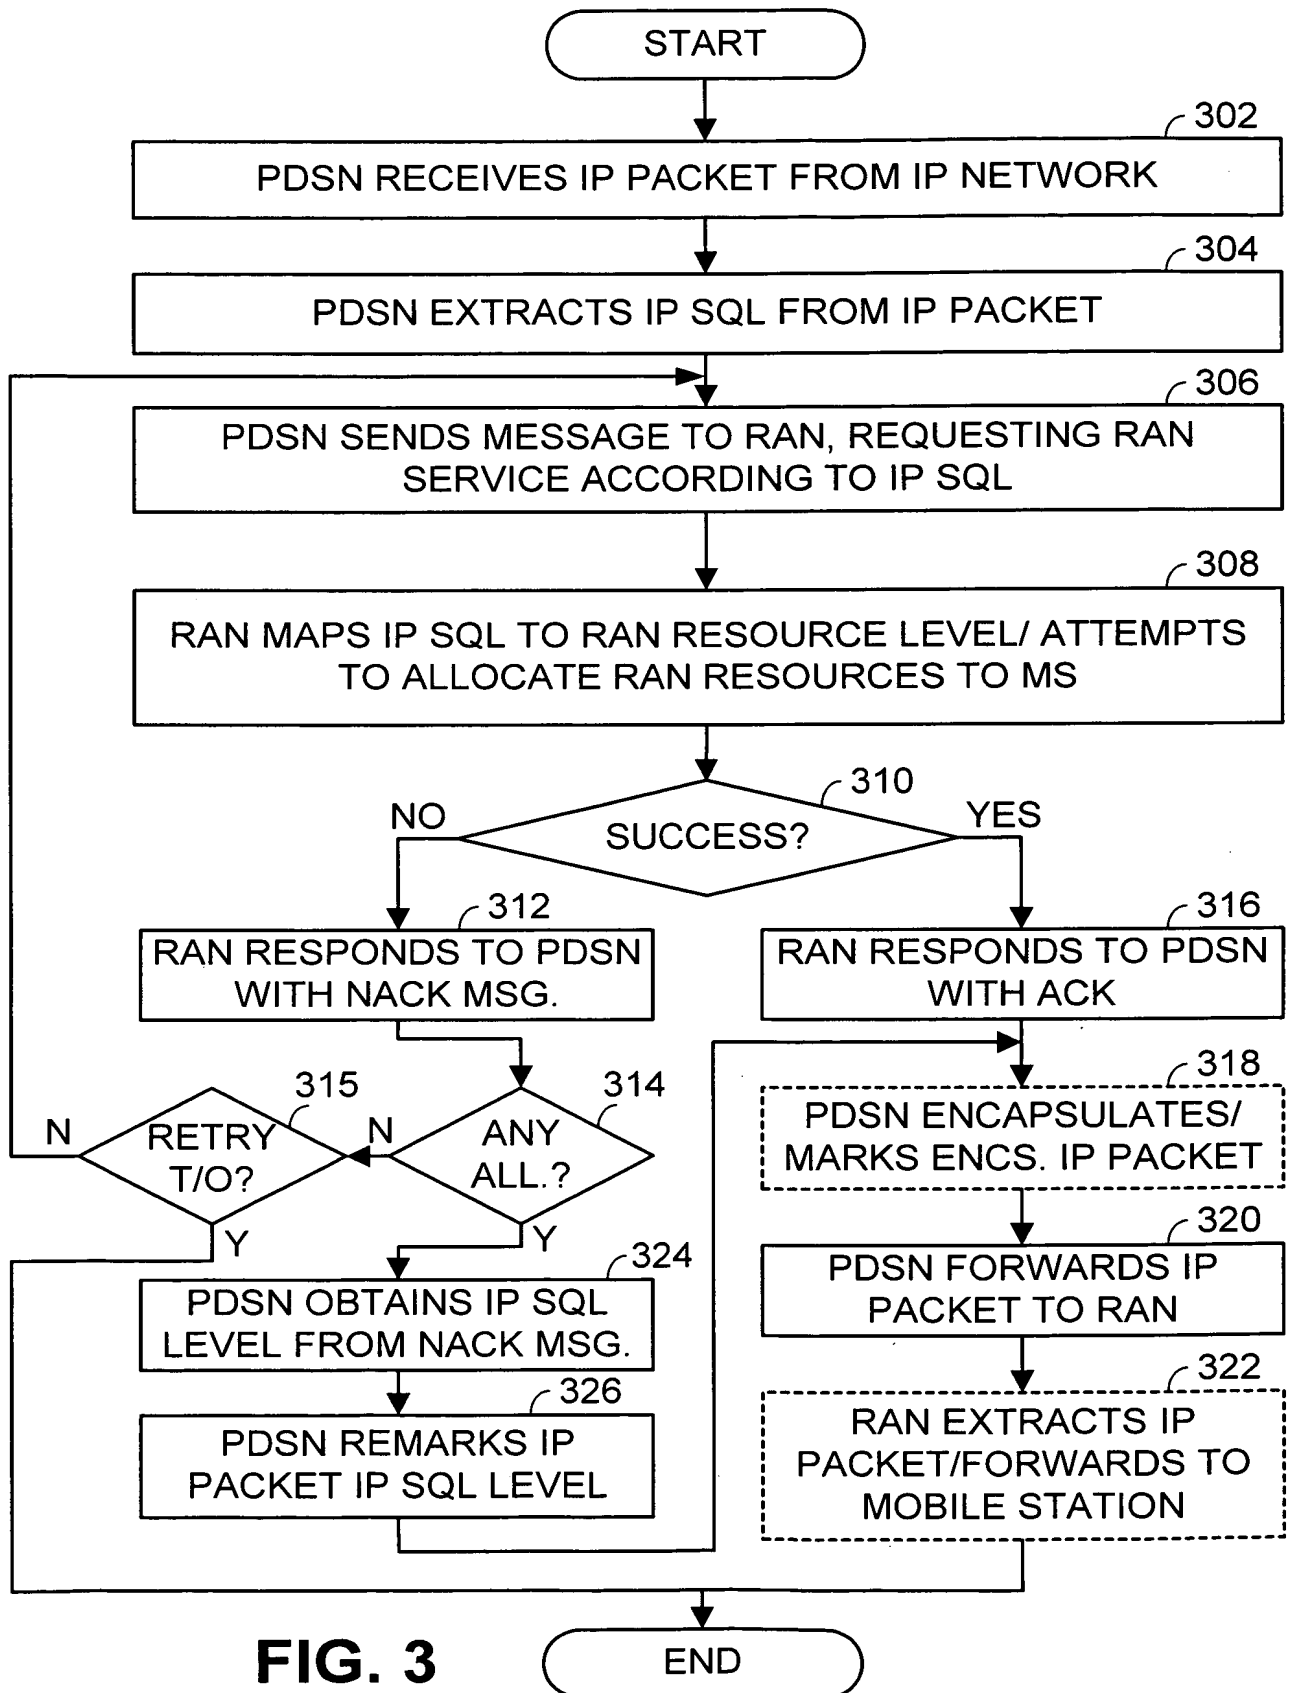 START
302
PDSN RECEIVES IP PACKET FROM IP NETWORK
304
PDSN EXTRACTS IP SQL FROM IP PACKET
306
PDSN SENDS MESSAGE TO RAN, REQUESTING RAN
SERVICE ACCORDING TO IP SQL
308
RAN MAPS IP SQL TO RAN RESOURCE LEVEL/ ATTEMPTS
TO ALLOCATE RAN RESOURCES TO MS
310
NO
SUCCESS?
YES
312
RAN RESPONDS TO PDSN
WITH NACK MSG.
316
RAN RESPONDS TO PDSN
WITH ACK
315
N
RETRY
T/O?
Y
314
N
ANY
ALL.?
Y
318
PDSN ENCAPSULATES/
MARKS ENCS. IP PACKET
324
PDSN OBTAINS IP SQL
LEVEL FROM NACK MSG.
320
PDSN FORWARDS IP
PACKET TO RAN
326
PDSN REMARKS IP
PACKET IP SQL LEVEL
322
RAN EXTRACTS IP
PACKET/FORWARDS TO
MOBILE STATION
END
FIG. 3